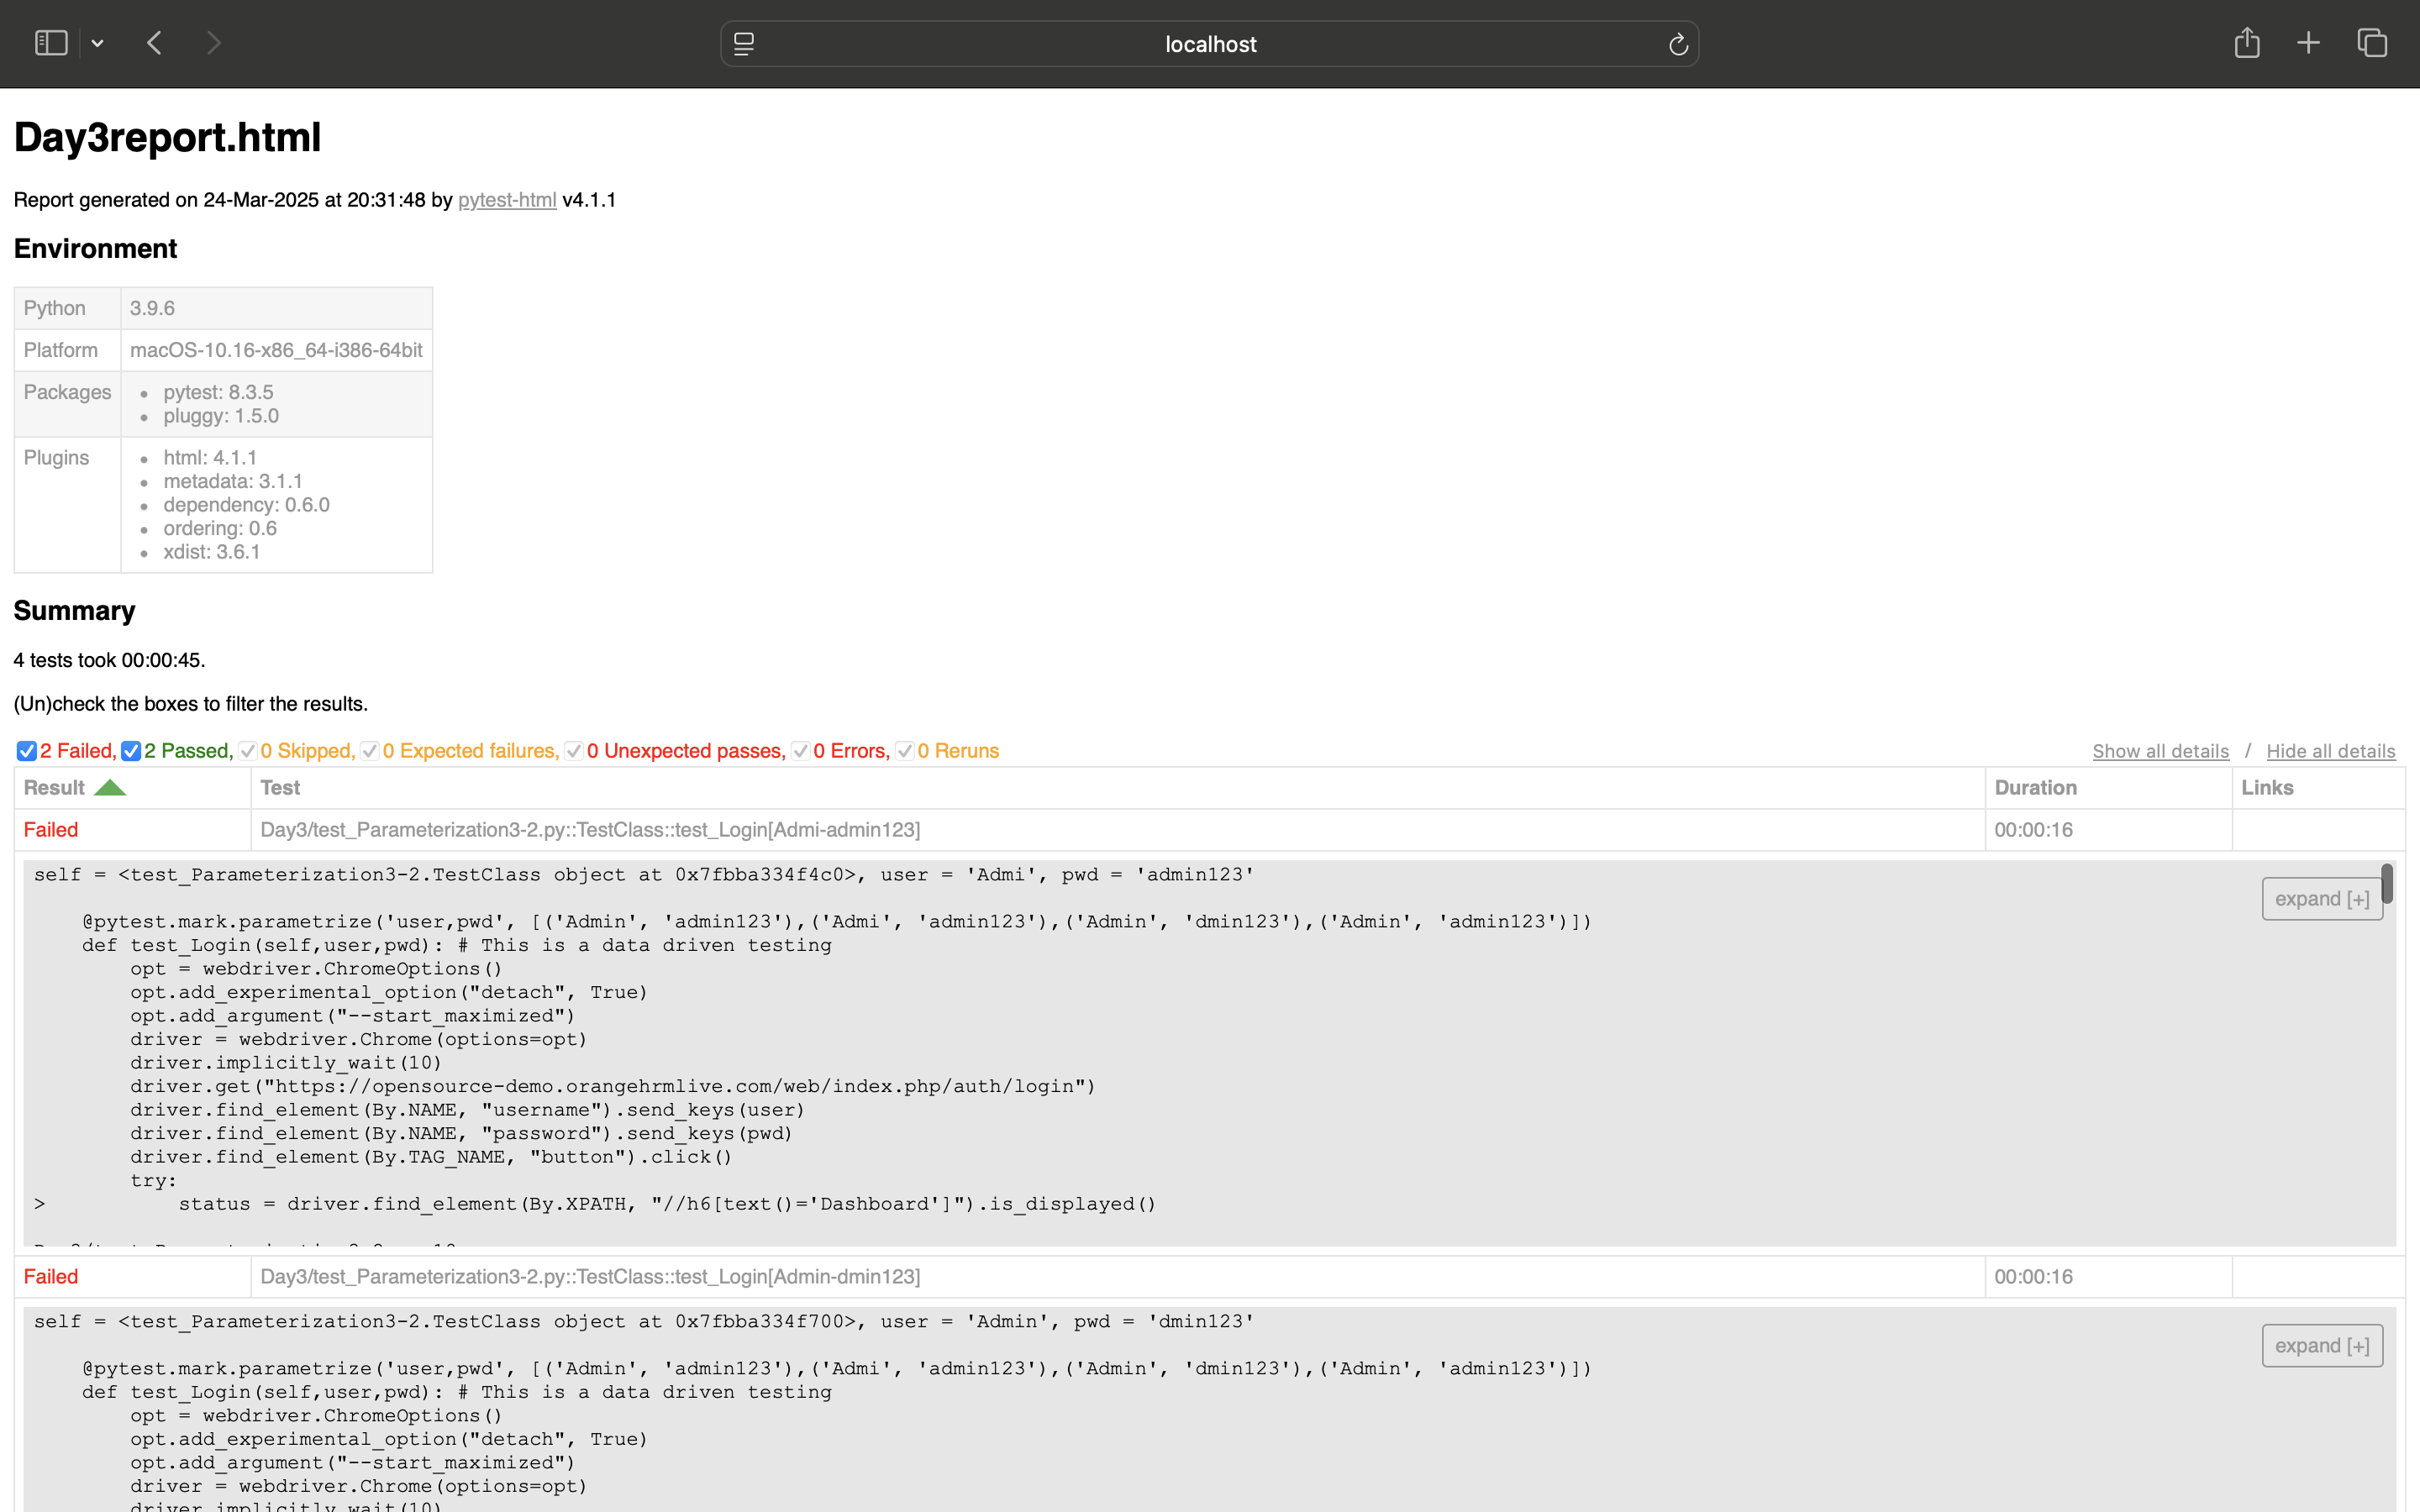 localhost
Day3report.html
Report generated on 24-Mar-2025 at 20:31:48 by pytest-html v4.1.1
Environment
Python 3.9.6
Platform macOS-10.16-x86_64-i386-64bit
Packages
• pytest: 8.3.5
• pluggy: 1.5.0
Plugins
• html: 4.1.1
• metadata: 3.1.1
• dependency: 0.6.0
• ordering: 0.6
• xdist: 3.6.1
Summary
4 tests took 00:00:45.
(Un)check the boxes to filter the results.
2 Failed, 2 Passed, 0 Skipped, 0 Expected failures, 0 Unexpected passes, 0 Errors, 0 Reruns Show all details / Hide all details
Result Test Duration Links
Failed Day3/test_Parameterization3-2.py::TestClass::test_Login[Admi-admin123] 00:00:16
self = <test_Parameterization3-2.TestClass object at 0x7fbba334f4c0>, user = 'Admi', pwd = 'admin123'
expand [+]
@pytest.mark.parametrize('user,pwd', [('Admin', 'admin123'),('Admi', 'admin123'),('Admin', 'dmin123'),('Admin', 'admin123')])
def test_Login(self,user,pwd): # This is a data driven testing
opt = webdriver.ChromeOptions()
opt.add_experimental_option("detach", True)
opt.add_argument("--start_maximized")
driver = webdriver.Chrome(options=opt)
driver.implicitly_wait(10)
driver.get("https://opensource-demo.orangehrmlive.com/web/index.php/auth/login")
driver.find_element(By.NAME, "username").send_keys(user)
driver.find_element(By.NAME, "password").send_keys(pwd)
driver.find_element(By.TAG_NAME, "button").click()
try:
> status = driver.find_element(By.XPATH, "//h6[text()='Dashboard']").is_displayed()
Failed Day3/test_Parameterization3-2.py::TestClass::test_Login[Admin-dmin123] 00:00:16
self = <test_Parameterization3-2.TestClass object at 0x7fbba334f700>, user = 'Admin', pwd = 'dmin123'
expand [+]
@pytest.mark.parametrize('user,pwd', [('Admin', 'admin123'),('Admi', 'admin123'),('Admin', 'dmin123'),('Admin', 'admin123')])
def test_Login(self,user,pwd): # This is a data driven testing
opt = webdriver.ChromeOptions()
opt.add_experimental_option("detach", True)
opt.add_argument("--start_maximized")
driver = webdriver.Chrome(options=opt)
driver.implicitly_wait(10)